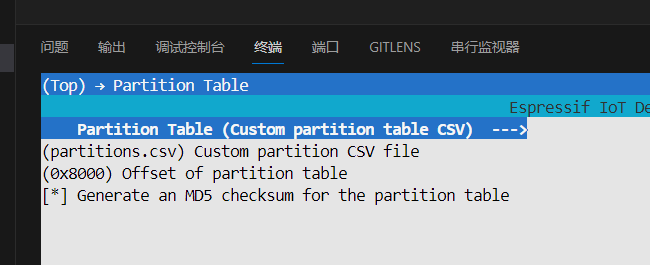 问题 输出 调试控制台 终端 端口 GITLENS 串行监视器
(Top) → Partition Table
Espressif IoT De
Partition Table (Custom partition table CSV) --->
(partitions.csv) Custom partition CSV file
(0x8000) Offset of partition table
[*] Generate an MD5 checksum for the partition table